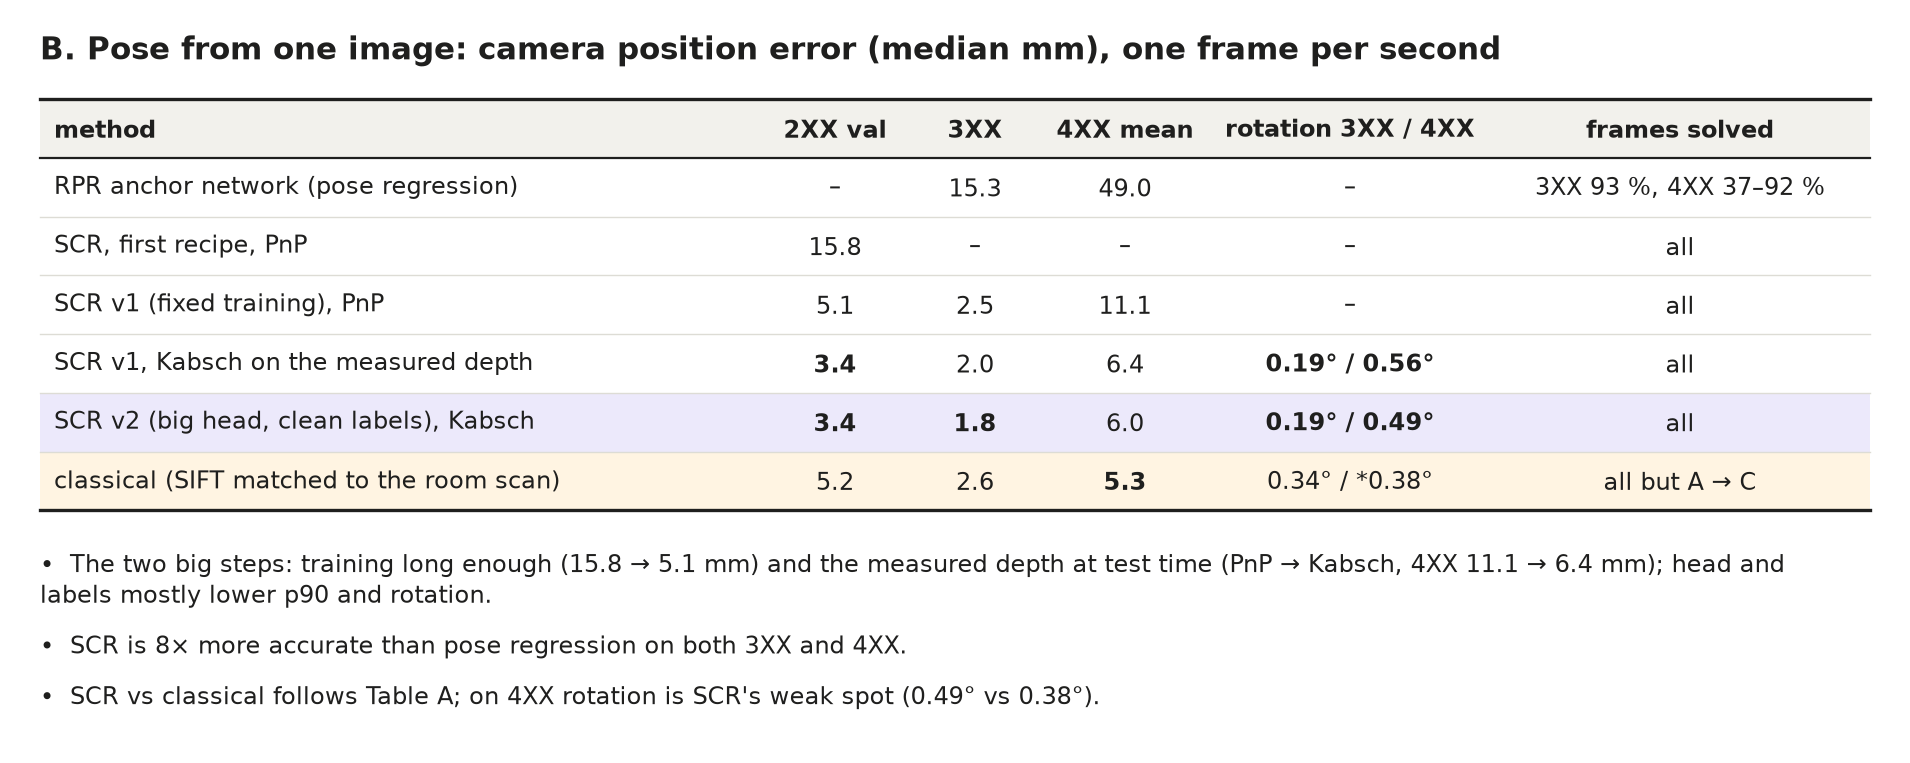 B. Pose from one image: camera position error (median mm), one frame per second
method 2XX val 3XX 4XX mean rotation 3XX / 4XX frames solved
RPR anchor network (pose regression) – 15.3 49.0 – 3XX 93 %, 4XX 37–92 %
SCR, first recipe, PnP 15.8 – – – all
SCR v1 (fixed training), PnP 5.1 2.5 11.1 – all
SCR v1, Kabsch on the measured depth 3.4 2.0 6.4 0.19° / 0.56° all
SCR v2 (big head, clean labels), Kabsch 3.4 1.8 6.0 0.19° / 0.49° all
classical (SIFT matched to the room scan) 5.2 2.6 5.3 0.34° / *0.38° all but A → C
• The two big steps: training long enough (15.8 → 5.1 mm) and the measured depth at test time (PnP → Kabsch, 4XX 11.1 → 6.4 mm); head and
labels mostly lower p90 and rotation.
• SCR is 8× more accurate than pose regression on both 3XX and 4XX.
• SCR vs classical follows Table A; on 4XX rotation is SCR's weak spot (0.49° vs 0.38°).